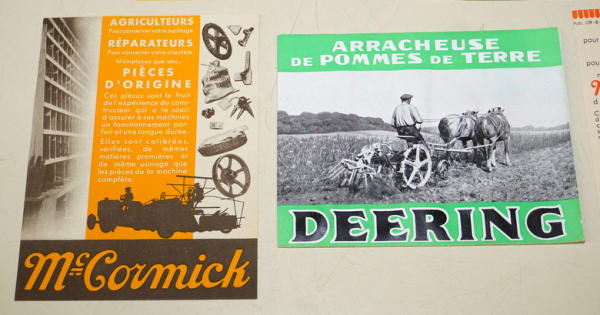 AGRICULTEURS
Pour conserver votre outillage
RÉPARATEURS
Pour conserver votre clientèle
N'employez que des...
PIÈCES
D'ORIGINE
Ces pièces sont le fruit
de l'expérience du cons-
tructeur qui a le souci
d'assurer à ses machines
un fonctionnement par-
fait et une longue durée.
Elles sont calibrées,
vérifiées, de mêmes
matières premières et
de même usinage que
les pièces de la machine
complète.
McCormick
ARRACHEUSE
DE POMMES DE TERRE
DEERING
pour
pou